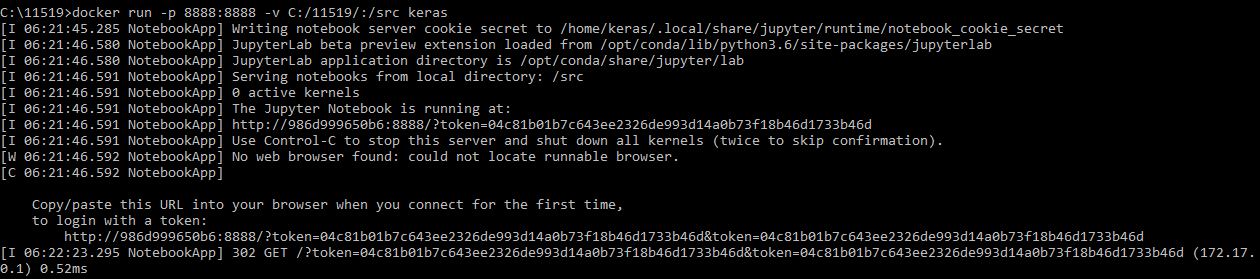 C:\11519>docker run -p 8888:8888 -v C:/11519/:/src keras
[I 06:21:45.285 NotebookApp] Writing notebook server cookie secret to /home/keras/.local/share/jupyter/runtime/notebook_cookie_secret
[I 06:21:46.580 NotebookApp] JupyterLab beta preview extension loaded from /opt/conda/lib/python3.6/site-packages/jupyterlab
[I 06:21:46.580 NotebookApp] JupyterLab application directory is /opt/conda/share/jupyter/lab
[I 06:21:46.591 NotebookApp] Serving notebooks from local directory: /src
[I 06:21:46.591 NotebookApp] 0 active kernels
[I 06:21:46.591 NotebookApp] The Jupyter Notebook is running at:
[I 06:21:46.591 NotebookApp] http://986d999650b6:8888/?token=04c81b01b7c643ee2326de993d14a0b73f18b46d1733b46d
[I 06:21:46.591 NotebookApp] Use Control-C to stop this server and shut down all kernels (twice to skip confirmation).
[W 06:21:46.592 NotebookApp] No web browser found: could not locate runnable browser.
[C 06:21:46.592 NotebookApp]
Copy/paste this URL into your browser when you connect for the first time,
to login with a token:
http://986d999650b6:8888/?token=04c81b01b7c643ee2326de993d14a0b73f18b46d1733b46d&token=04c81b01b7c643ee2326de993d14a0b73f18b46d1733b46d
[I 06:22:23.295 NotebookApp] 302 GET /?token=04c81b01b7c643ee2326de993d14a0b73f18b46d1733b46d&token=04c81b01b7c643ee2326de993d14a0b73f18b46d1733b46d (172.17.
0.1) 0.52ms